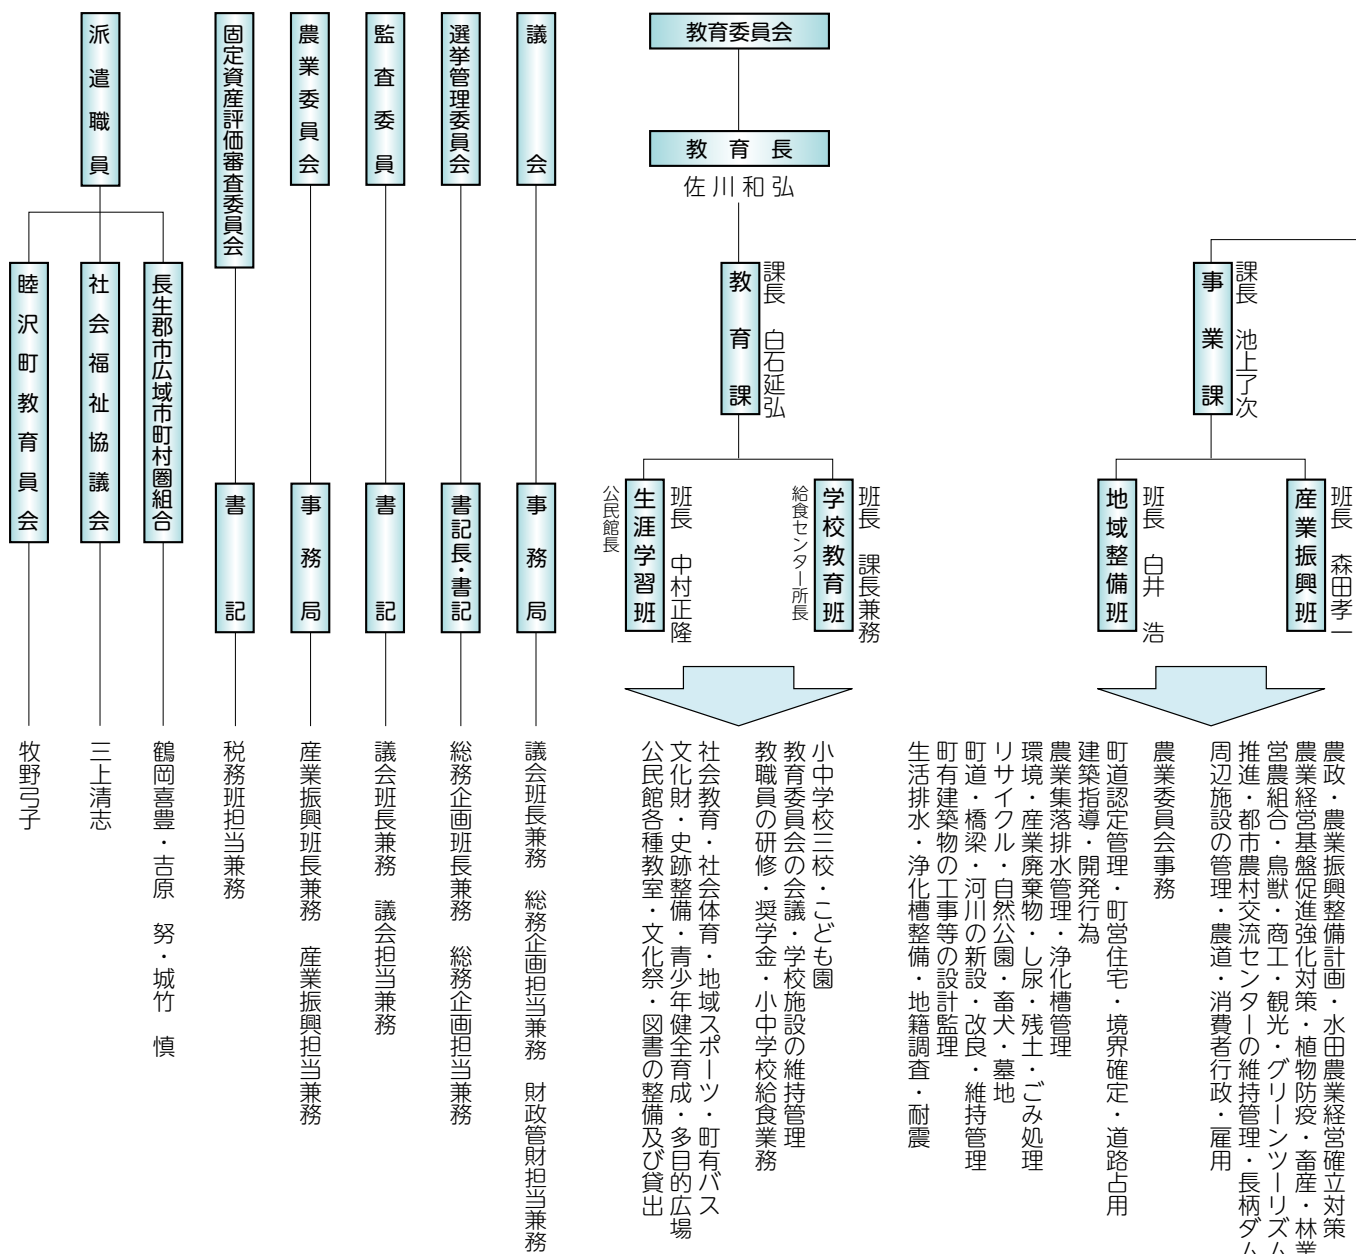 事業課
課長　池上了次
産業振興班
班長　森田孝一
地域整備班
班長　白井　浩
農政・農業振興整備計画・水田農業経営確立対策
農業経営基盤促進強化対策・植物防疫・畜産・林業
営農組合・鳥獣・商工・観光・グリーンツーリズム
推進・都市農村交流センターの維持管理・長柄ダム
周辺施設の管理・農道・消費者行政・雇用
農業委員会事務
町道認定管理・町営住宅・境界確定・道路占用
建築指導・開発行為
農業集落排水管理・浄化槽管理
環境・産業廃棄物・し尿・残土・ごみ処理
リサイクル・自然公園・畜犬・墓地
町道・橋梁・河川の新設・改良・維持管理
町有建築物の工事等の設計監理
生活排水・浄化槽整備・地籍調査・耐震
教育委員会
教育長
佐川和弘
教育課
課長　白石延弘
学校教育班
班長　課長兼務
給食センター所長
生涯学習班
班長　中村正隆
公民館長
小中学校三校・こども園
教育委員会の会議・学校施設の維持管理
教職員の研修・奨学金・小中学校給食業務
社会教育・社会体育・地域スポーツ・町有バス
文化財・史跡整備・青少年健全育成・多目的広場
公民館各種教室・文化祭・図書の整備及び貸出
議会
事務局
議会班長兼務　総務企画担当兼務　財政管財担当兼務
選挙管理委員会
書記長・書記
総務企画班長兼務　総務企画担当兼務
監査委員
書記
議会班長兼務　議会担当兼務
農業委員会
事務局
産業振興班長兼務　産業振興担当兼務
固定資産評価審査委員会
書記
税務班担当兼務
派遣職員
長生郡市広域市町村圏組合
鶴岡喜豊・吉原　努・城竹　慎
社会福祉協議会
三上清志
睦沢町教育員会
牧野弓子